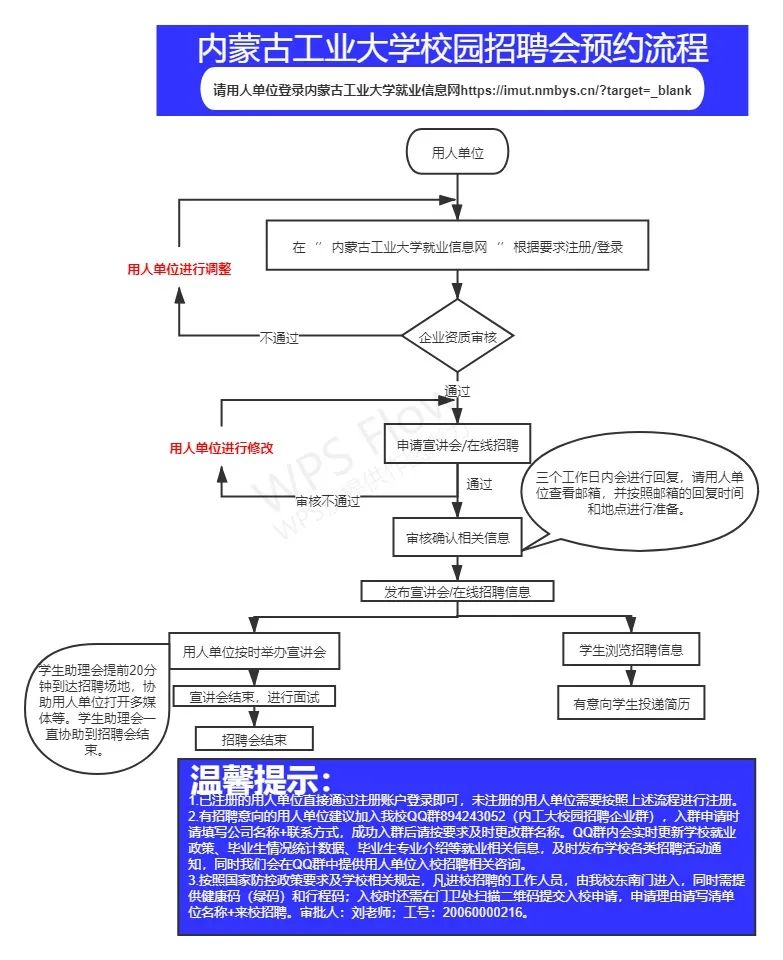 内蒙古工业大学校园招聘会预约流程
请用人单位登录内蒙古工业大学就业信息网https://imut.nmbys.cn/?target=_blank
用人单位
在 “ 内蒙古工业大学就业信息网 “ 根据要求注册/登录
用人单位进行调整
不通过
企业资质审核
通过
申请宣讲会/在线招聘
用人单位进行修改
通过
审核不通过
三个工作日内会进行回复，请用人单
位查看邮箱，并按照邮箱的回复时间
和地点进行准备。
审核确认相关信息
发布宣讲会/在线招聘信息
用人单位按时举办宣讲会
学生浏览招聘信息
学生助理会提前20分
钟到达招聘场地，协
助用人单位打开多媒
体等。学生助理会一
直协助到招聘会结
束。
宣讲会结束，进行面试
有意向学生投递简历
招聘会结束
温馨提示：
1.已注册的用人单位直接通过注册账户登录即可，未注册的用人单位需要按照上述流程进行注册。
2.有招聘意向的用人单位建议加入我校QQ群894243052（内工大校园招聘企业群），入群申请时
请填写公司名称+联系方式，成功入群后请按要求及时更改群名称。QQ群内会实时更新学校就业
政策、毕业生情况统计数据、毕业生专业介绍等就业相关信息，及时发布学校各类招聘活动通
知，同时我们会在QQ群中提供用人单位入校招聘相关咨询。
3.按照国家防控政策要求及学校相关规定，凡进校招聘的工作人员，由我校东南门进入，同时需提
供健康码（绿码）和行程码；入校时还需在门卫处扫描二维码提交入校申请，申请理由请写清单
位名称+来校招聘。审批人：刘老师；工号：20060000216。
WPS Flow